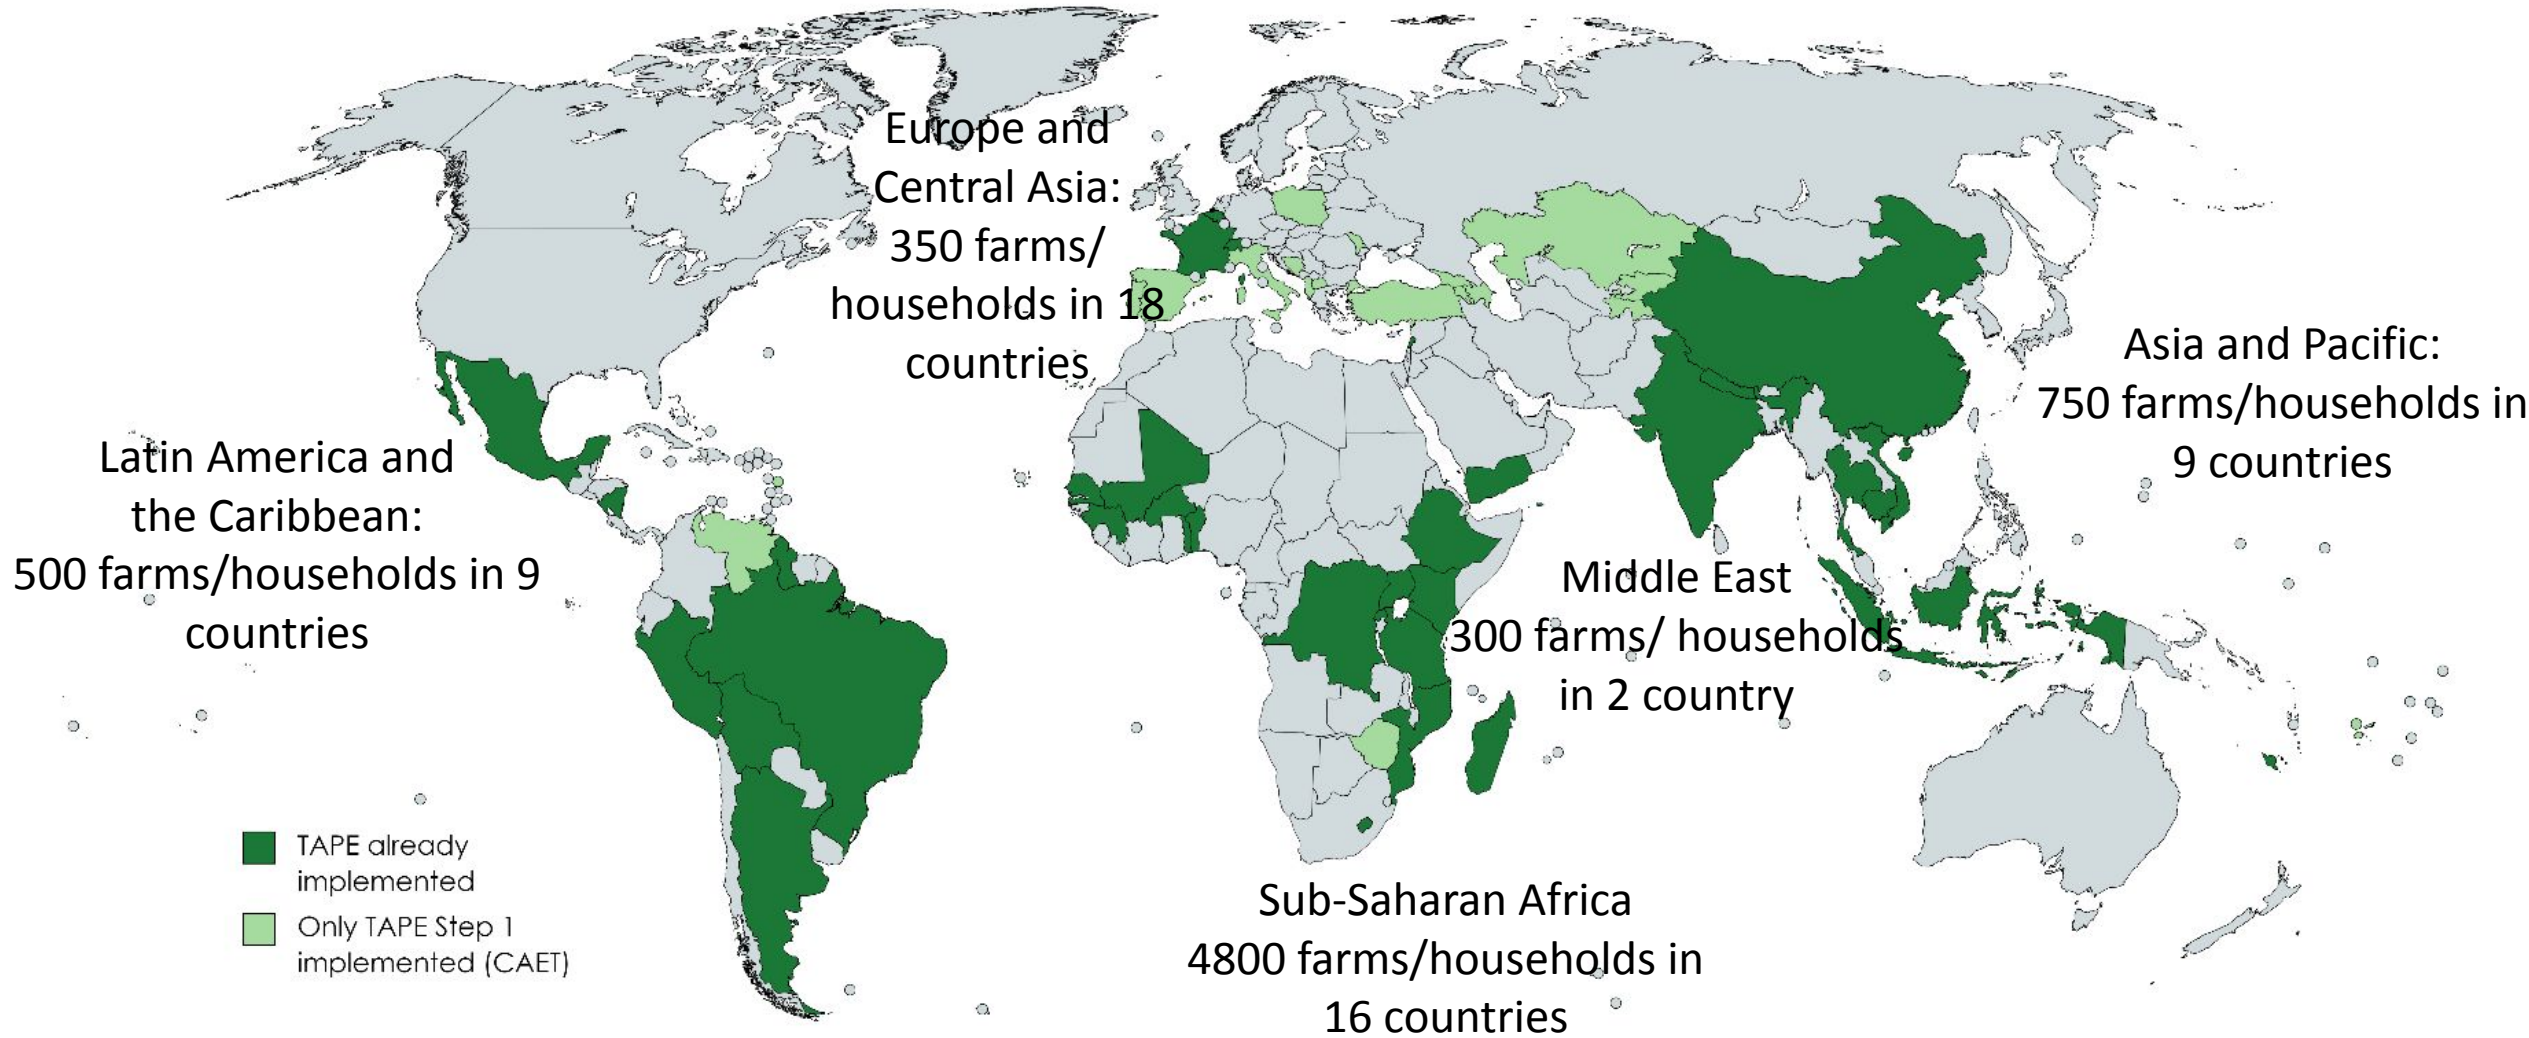 Europe and
Central Asia:
350 farms/
households in 18
countries
Asia and Pacific:
750 farms/households in
9 countries
Latin America and
the Caribbean:
500 farms/households in 9
countries
Middle East
300 farms/ households
in 2 country
TAPE already
implemented
Only TAPE Step 1
implemented (CAET)
Sub-Saharan Africa
4800 farms/households in
16 countries